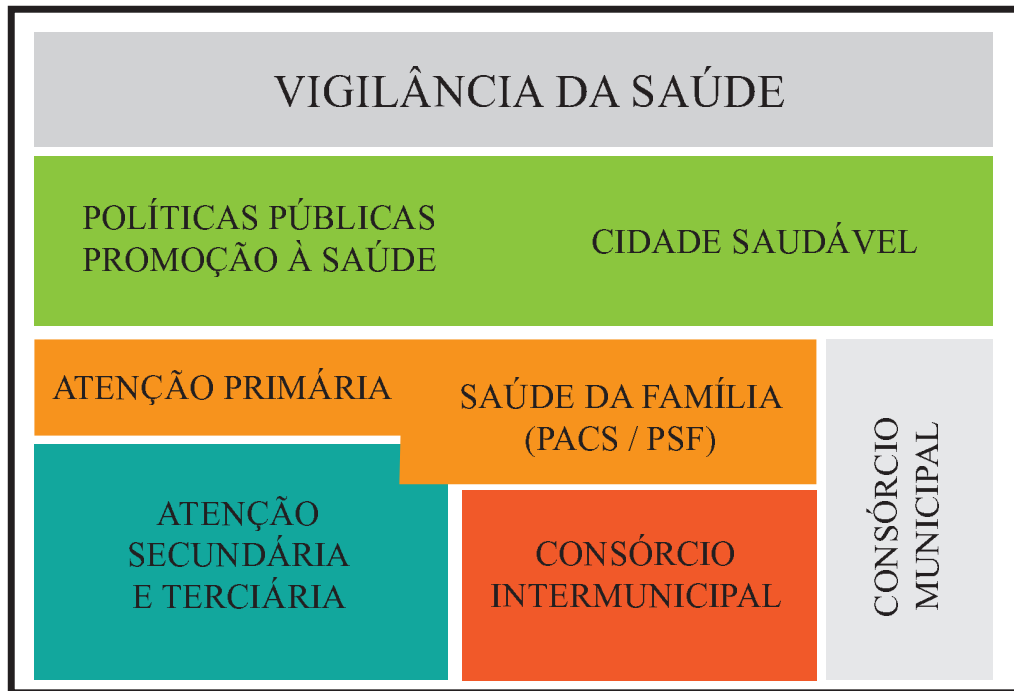 VIGILÂNCIA DA SAÚDE
POLÍTICAS PÚBLICAS
PROMOÇÃO À SAÚDE
CIDADE SAUDÁVEL
ATENÇÃO PRIMÁRIA
SAÚDE DA FAMÍLIA
(PACS / PSF)
ATENÇÃO
SECUNDÁRIA
E TERCIÁRIA
CONSÓRCIO
INTERMUNICIPAL
CONSÓRCIO
MUNICIPAL